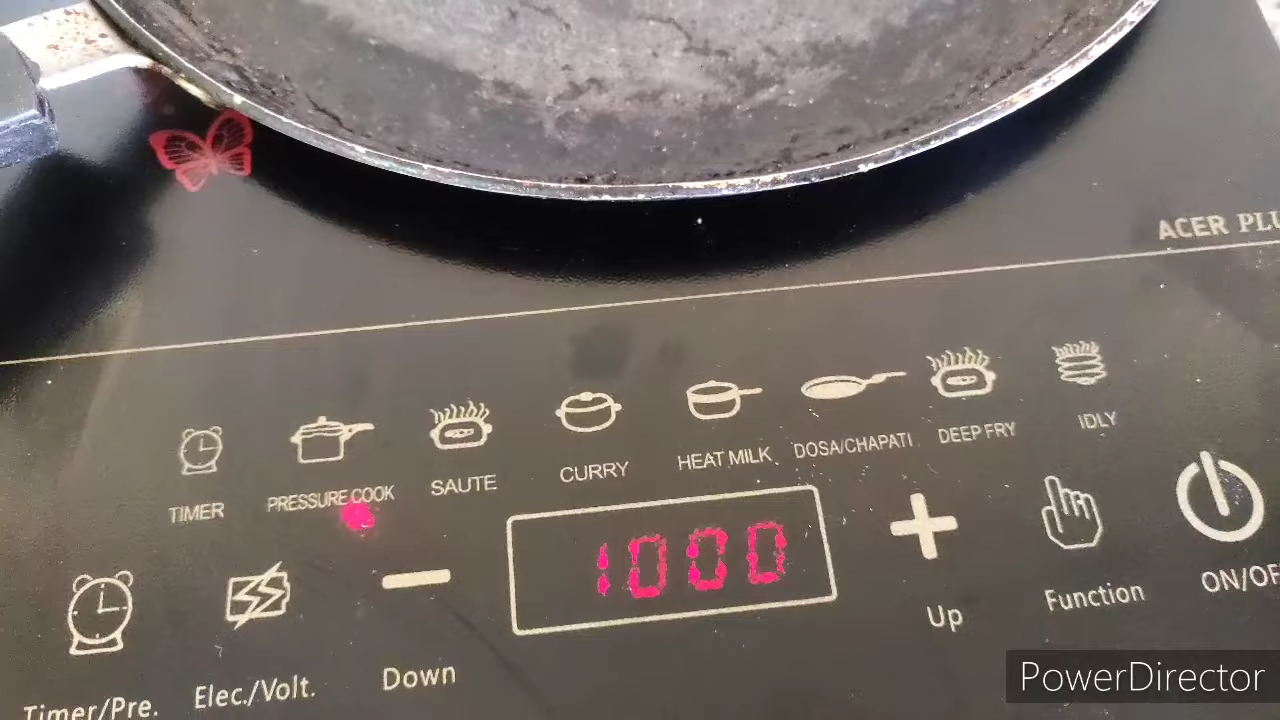 ACER PLU
TIMER
PRESSURE COOK
SAUTE
CURRY
HEAT MILK
DOSA/CHAPATI
DEEP FRY
IDLY
1000
Timer/Pre.
Elec./Volt.
Down
Up
Function
ON/OF
PowerDirector